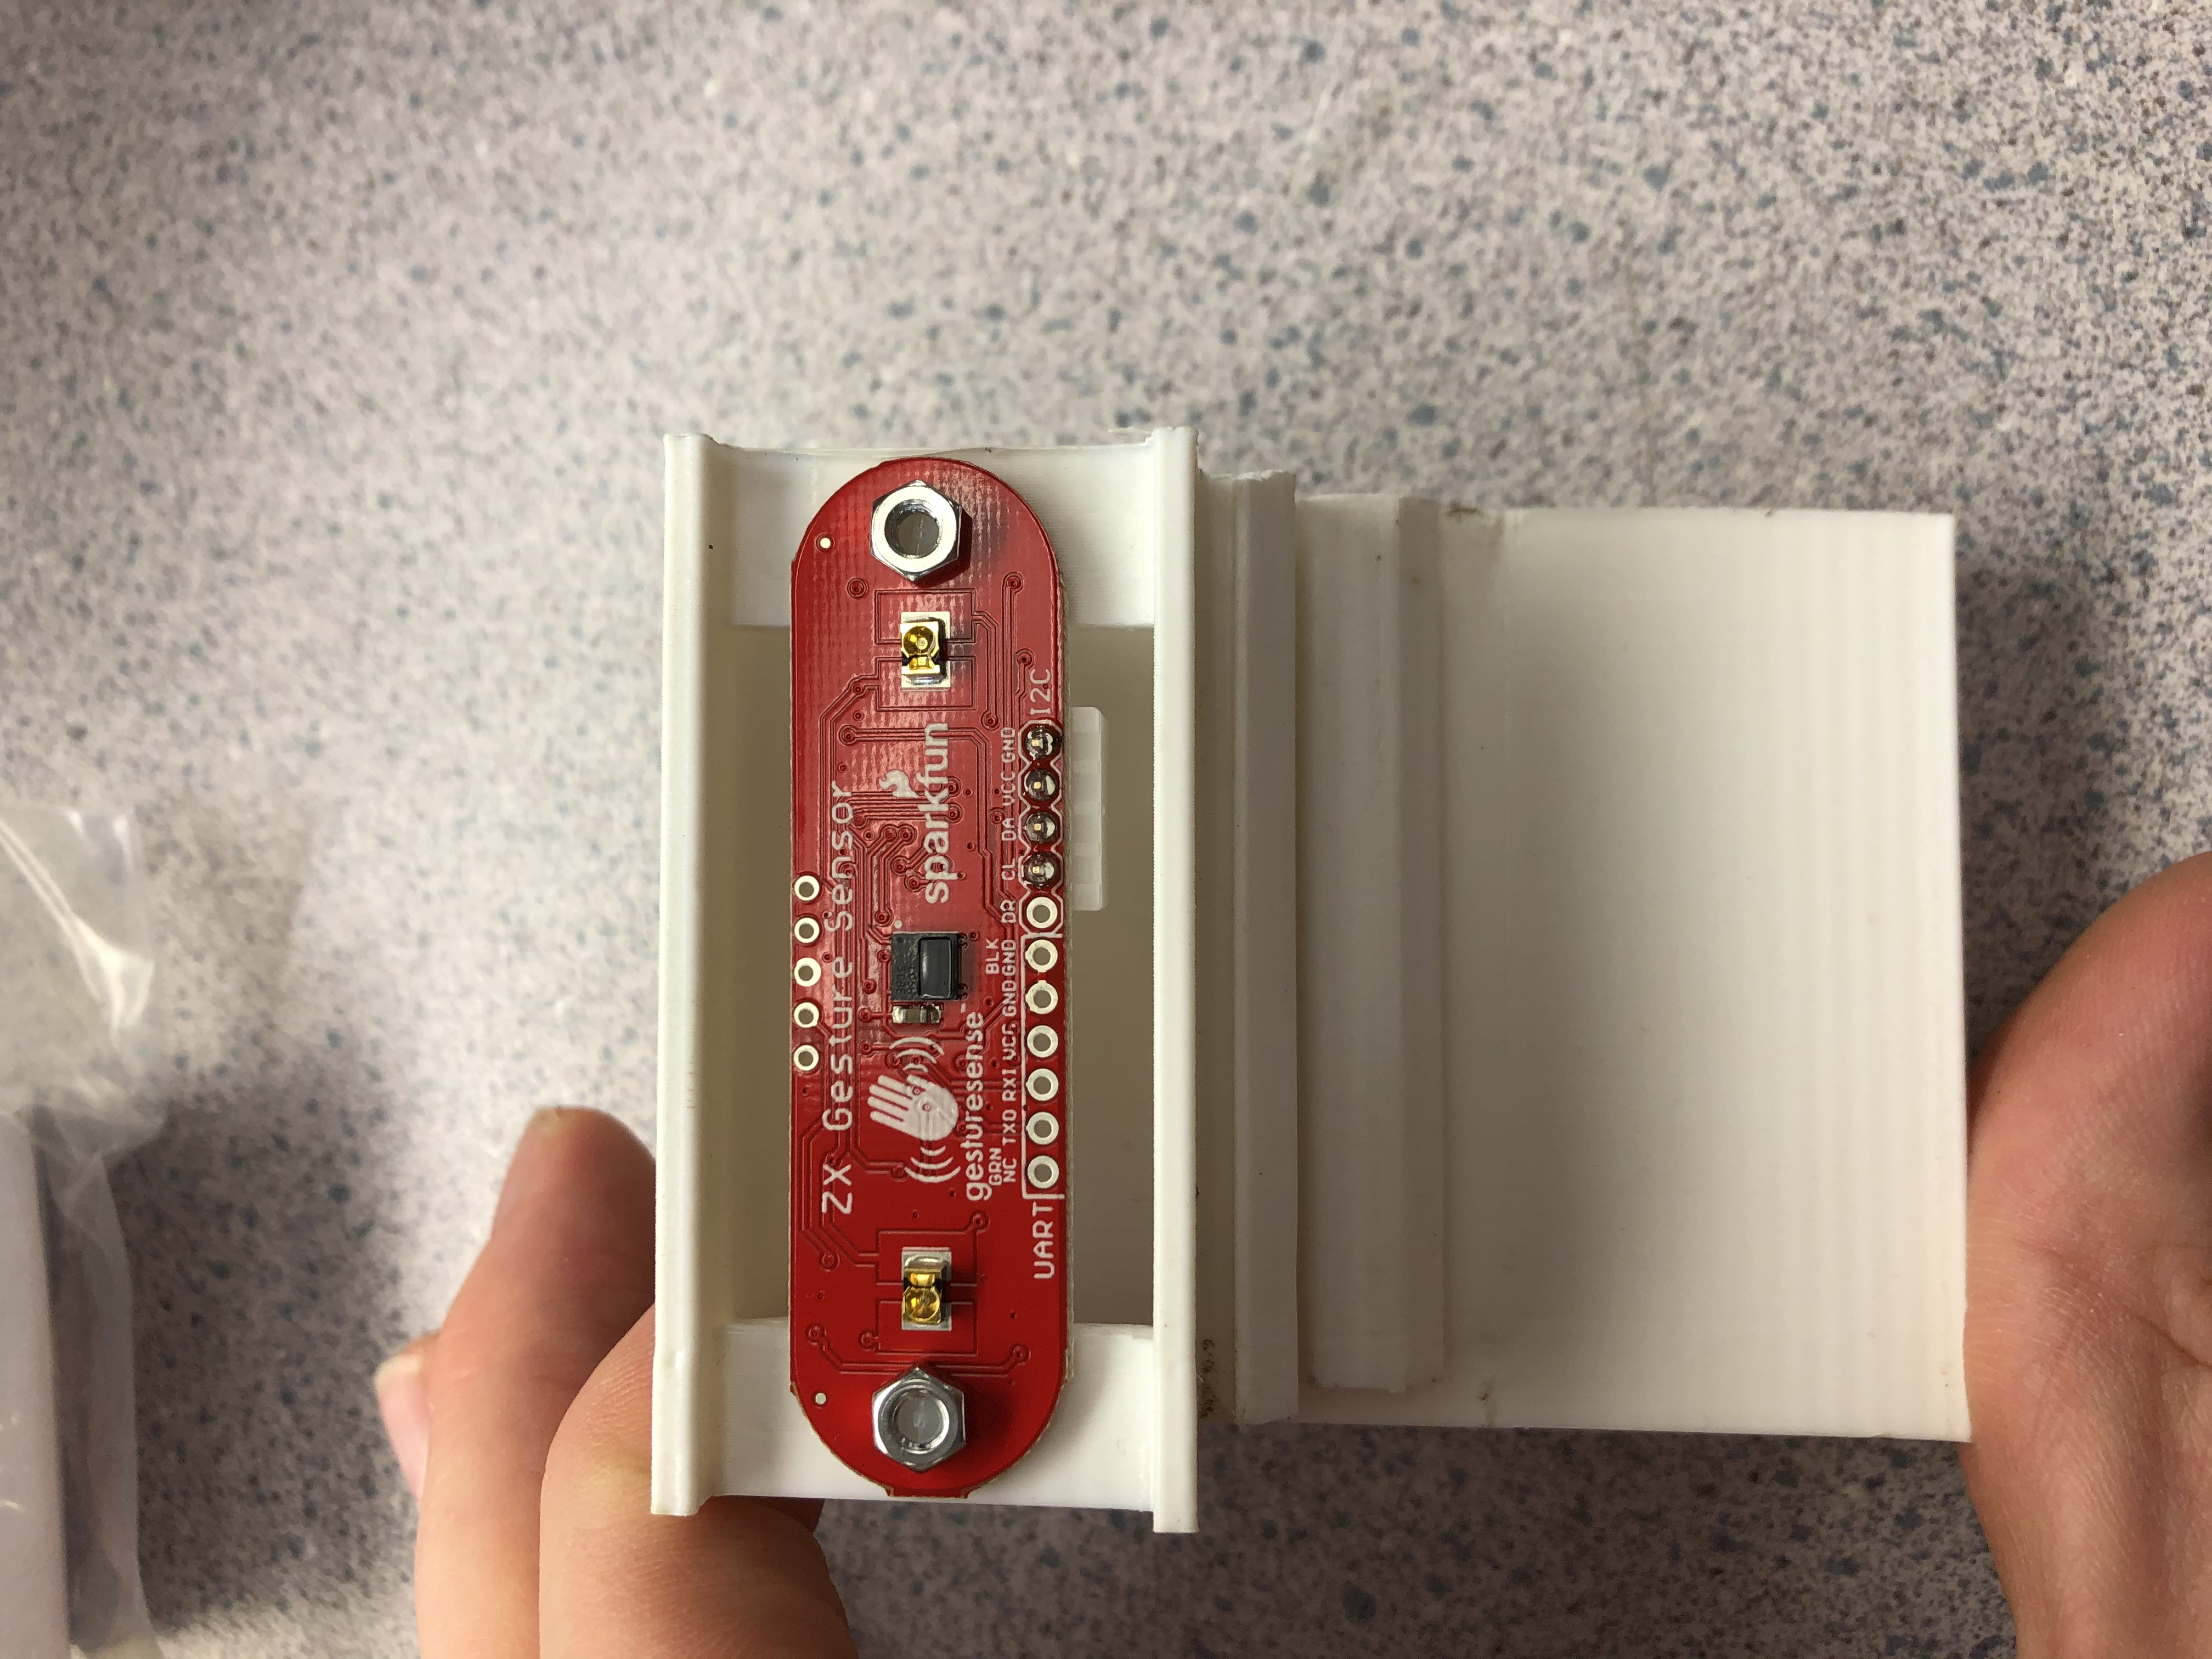 ZX Gesture Sensor
sparkfun
gesturesense™
GRN BLK
NC TXO RXI VCC GND GND DR CL DA VCC GND
UART I2C